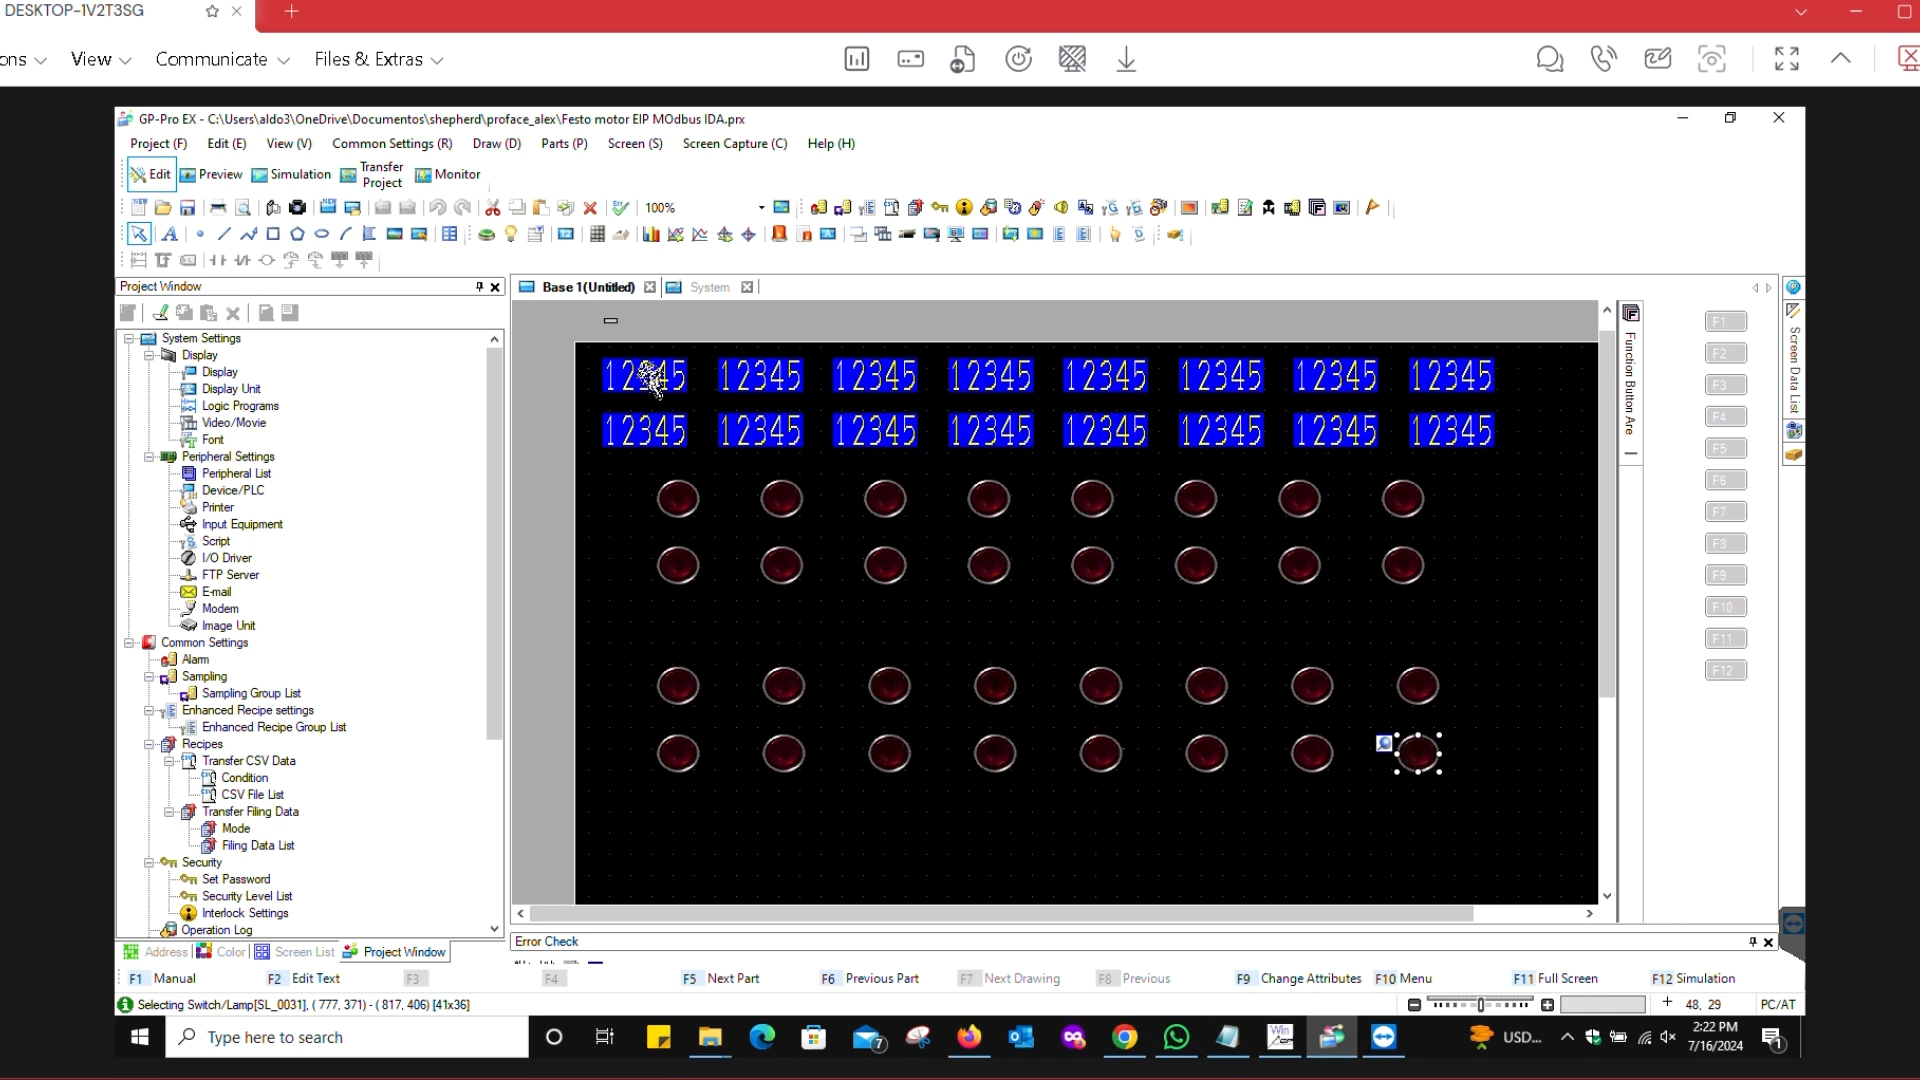 DESKTOP-1V2T3SG
ons View Communicate Files & Extras
GP-Pro EX - C:\Users\aldo3\OneDrive\Documentos\shepherd\proface_alex\Festo motor EIP MOdbus IDA.prx
Project (F) Edit (E) View (V) Common Settings (R) Draw (D) Parts (P) Screen (S) Screen Capture (C) Help (H)
Edit Preview Simulation Transfer Project Monitor
100%
Project Window
Base 1(Untitled) System
System Settings
Display
Display
Display Unit
Logic Programs
Video/Movie
Font
Peripheral Settings
Peripheral List
Device/PLC
Printer
Input Equipment
Script
I/O Driver
FTP Server
E-mail
Modem
Image Unit
Common Settings
Alarm
Sampling
Sampling Group List
Enhanced Recipe settings
Enhanced Recipe Group List
Recipes
Transfer CSV Data
Condition
CSV File List
Transfer Filing Data
Mode
Filing Data List
Security
Set Password
Security Level List
Interlock Settings
Operation Log
Address Color Screen List Project Window
12345 12345 12345 12345 12345 12345 12345 12345
12345 12345 12345 12345 12345 12345 12345 12345
Function Button Are
F1
F2
F3
F4
F5
F6
F7
F8
F9
F10
F11
F12
Screen Data List
Error Check
F1 Manual F2 Edit Text F3 F4 F5 Next Part F6 Previous Part F7 Next Drawing F8 Previous F9 Change Attributes F10 Menu F11 Full Screen F12 Simulation
Selecting Switch/Lamp[SL_0031], ( 777, 371) - ( 817, 406) [41x36] 48, 29 PC/AT
Type here to search
7
Win
USD...
2:22 PM
7/16/2024
1